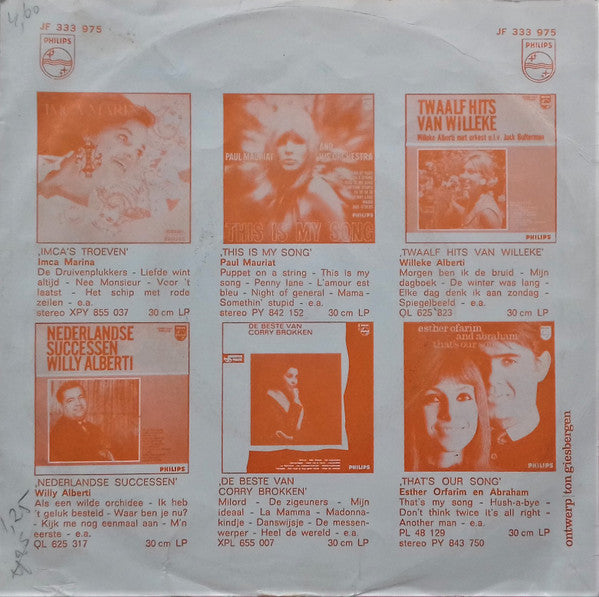 4,60
JF 333 975
JF 333 975
PHILIPS
PHILIPS
IMCA MARINA
PHILIPS
PAUL MAURIAT
AND HIS ORCHESTRA
THIS IS MY SONG
PHILIPS
TWAALF HITS
VAN WILLEKE
Willeke Alberti met orkest o.l.v. Jack Bulterman
PHILIPS
‚IMCA'S TROEVEN'
Imca Marina
De Druivenplukkers - Liefde wint
altijd - Nee Monsieur - Voor 't
laatst - Het schip met rode
zeilen - e.a.
stereo XPY 855 037 30 cm LP
‚THIS IS MY SONG'
Paul Mauriat
Puppet on a string - This is my
song - Penny lane - L'amour est
bleu - Night of general - Mama -
Somethin' stupid - e.a.
stereo PY 842 152 30 cm LP
‚TWAALF HITS VAN WILLEKE'
Willeke Alberti
Morgen ben ik de bruid - Mijn
dagboek - De winter was lang -
Elke dag denk ik aan zondag -
Spiegelbeeld - e.a.
QL 625 823 30 cm LP
NEDERLANDSE
SUCCESSEN
WILLY ALBERTI
PHILIPS
DE BESTE VAN
CORRY BROKKEN
esther ofarim
and abraham
that's our song
PHILIPS
‚NEDERLANDSE SUCCESSEN'
Willy Alberti
Als een wilde orchidee - Ik heb
't geluk besteld - Waar ben je nu?
- Kijk me nog eenmaal aan - M'n
eerste - e.a.
QL 625 317 30 cm LP
‚DE BESTE VAN
CORRY BROKKEN'
Milord - De zigeuners - Mijn
ideaal - La Mamma - Madonna-
kindje - Danswijsje - De messen-
werper - Heel de wereld - e.a.
XPL 655 007 30 cm LP
‚THAT'S OUR SONG'
Esther Orfarim en Abraham
That's my song - Hush-a-bye -
Don't think twice it's all right -
Another man - e.a.
PL 48 129 30 cm LP
stereo PY 843 750
ontwerp ton giesbergen
1,25